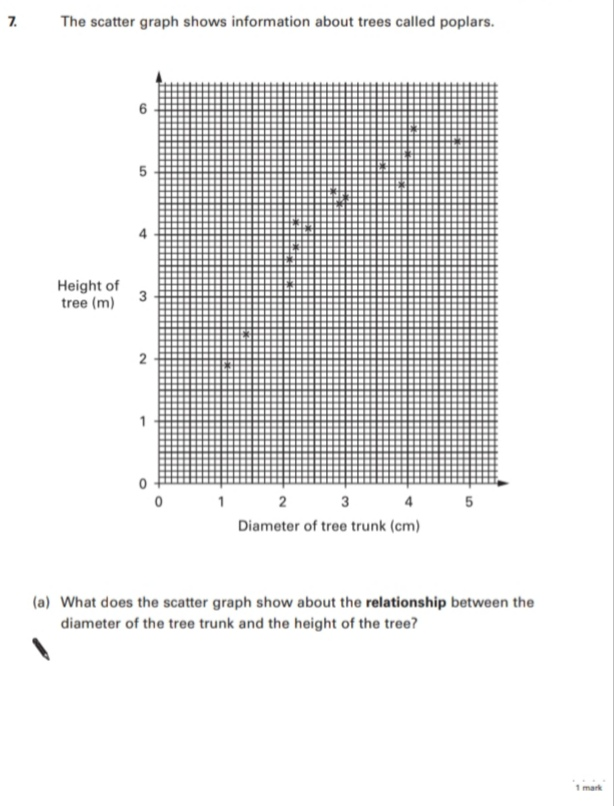 7. The scatter graph shows information about trees called poplars.
6
5
4
Height of
tree (m)
3
2
1
0
0 1 2 3 4 5
Diameter of tree trunk (cm)
(a) What does the scatter graph show about the relationship between the
diameter of the tree trunk and the height of the tree?
1 mark